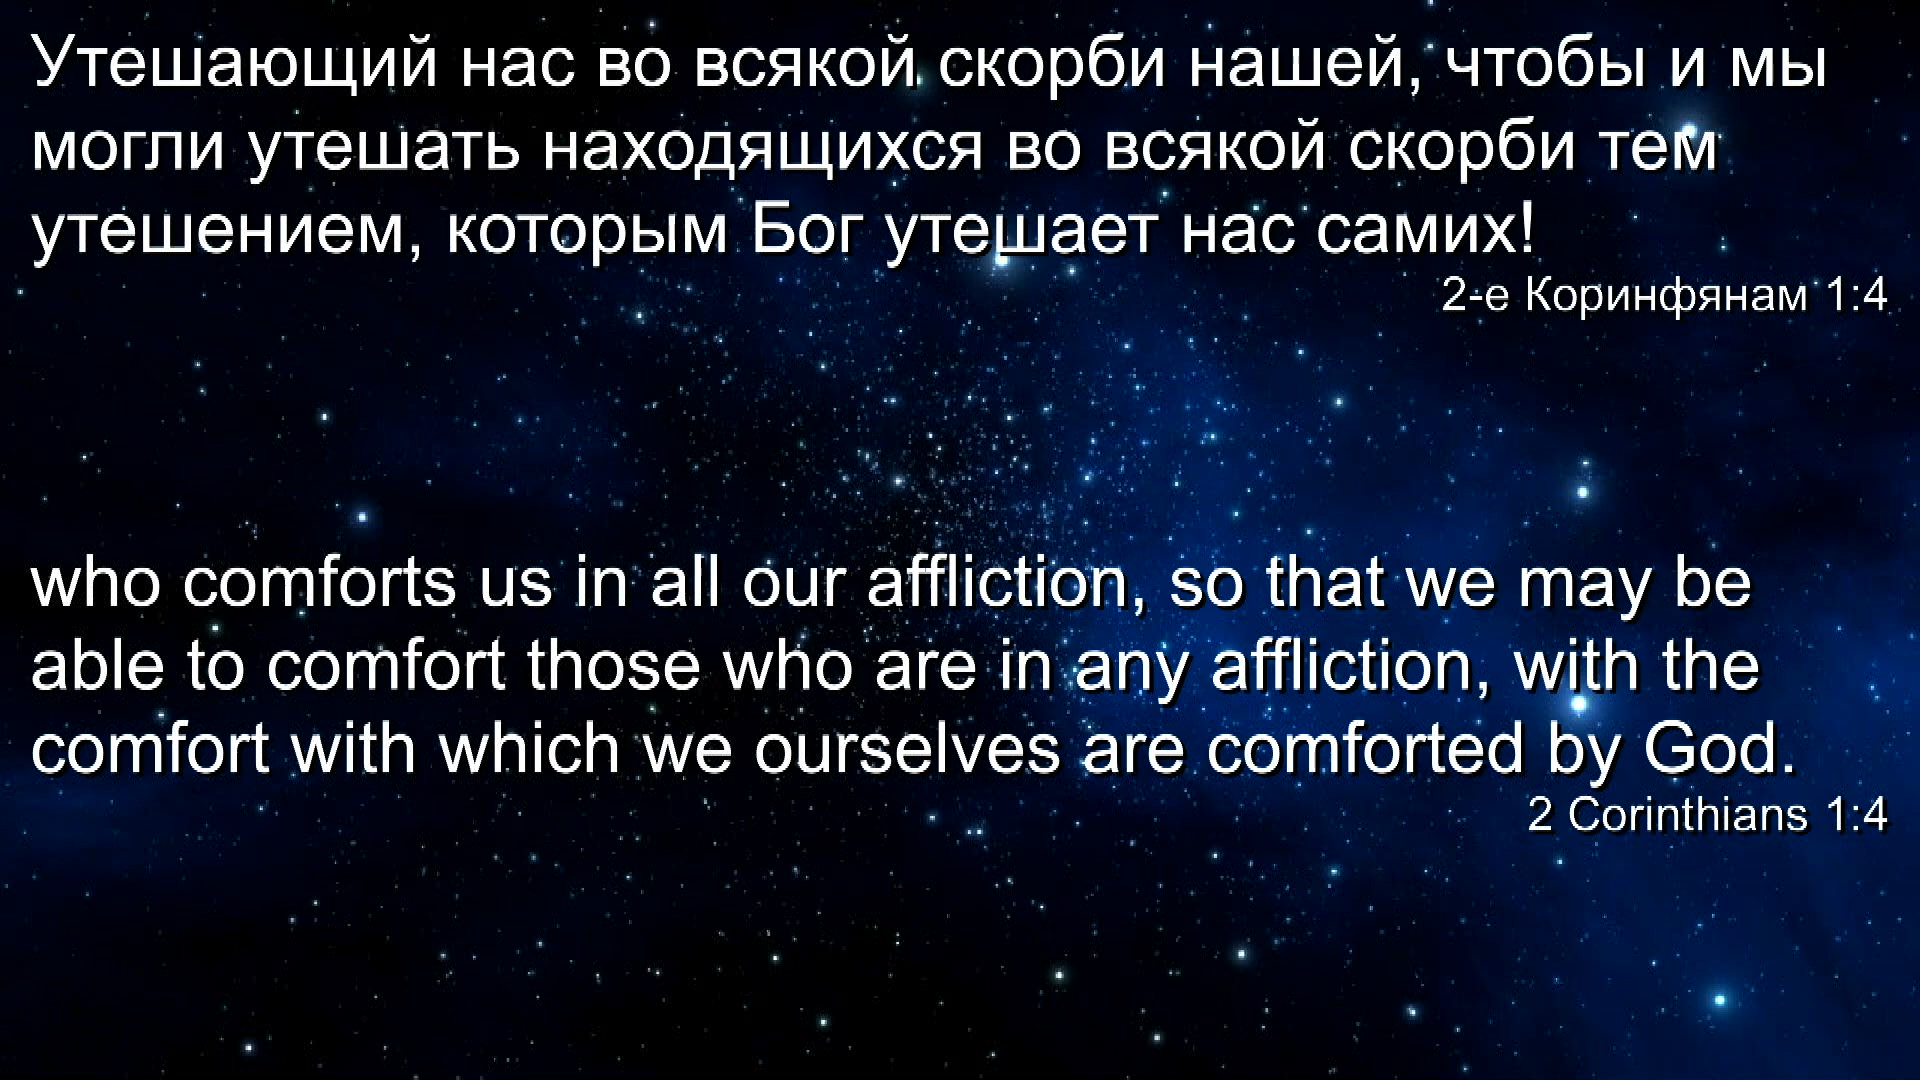 Утешающий нас во всякой скорби нашей, чтобы и мы
могли утешать находящихся во всякой скорби тем
утешением, которым Бог утешает нас самих!
2-е Коринфянам 1:4
who comforts us in all our affliction, so that we may be
able to comfort those who are in any affliction, with the
comfort with which we ourselves are comforted by God.
2 Corinthians 1:4